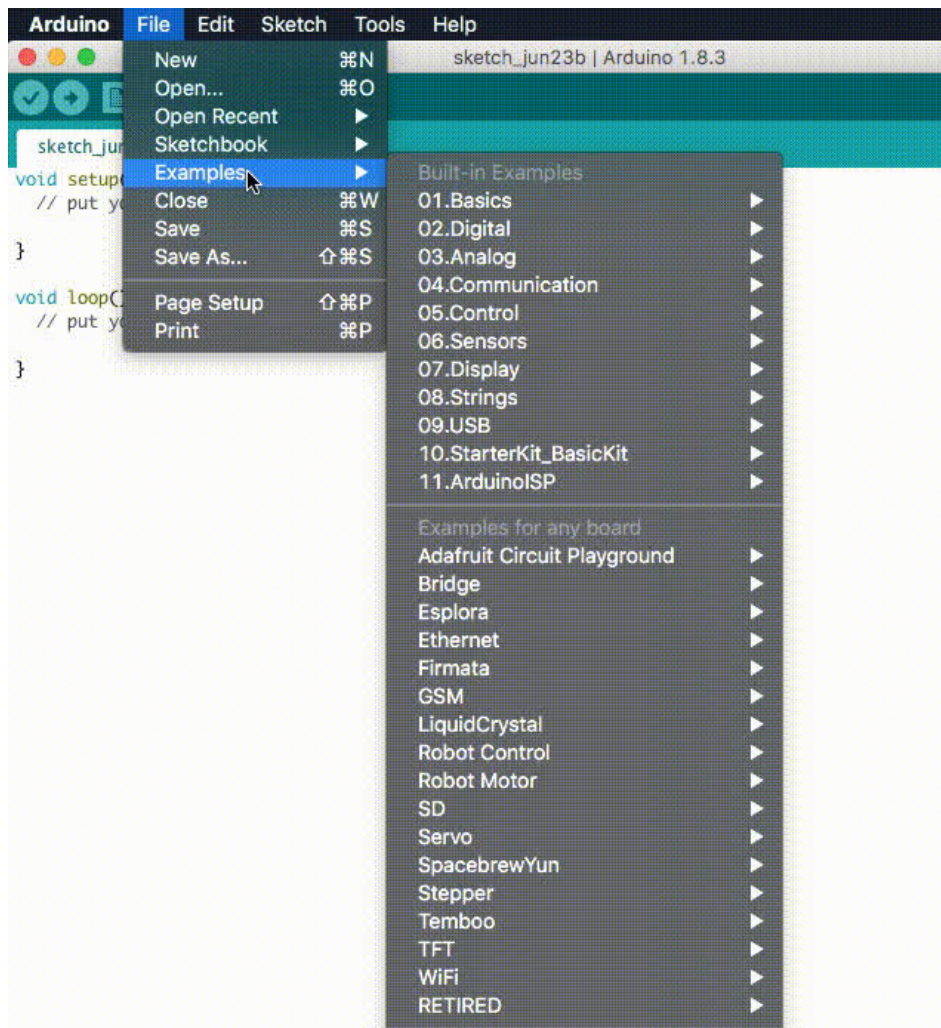 Arduino File Edit Sketch Tools Help
sketch_jun23b | Arduino 1.8.3
New ⌘N
Open... ⌘O
Open Recent ▶
Sketchbook ▶
Examples ▶
Close ⌘W
Save ⌘S
Save As... ⇧⌘S
Page Setup ⇧⌘P
Print ⌘P
sketch_jun
void setup(
// put yo
}
void loop()
// put yo
}
Built-in Examples
01.Basics ▶
02.Digital ▶
03.Analog ▶
04.Communication ▶
05.Control ▶
06.Sensors ▶
07.Display ▶
08.Strings ▶
09.USB ▶
10.StarterKit_BasicKit ▶
11.ArduinoISP ▶
Examples for any board
Adafruit Circuit Playground ▶
Bridge ▶
Esplora ▶
Ethernet ▶
Firmata ▶
GSM ▶
LiquidCrystal ▶
Robot Control ▶
Robot Motor ▶
SD ▶
Servo ▶
SpacebrewYun ▶
Stepper ▶
Temboo ▶
TFT ▶
WiFi ▶
RETIRED ▶